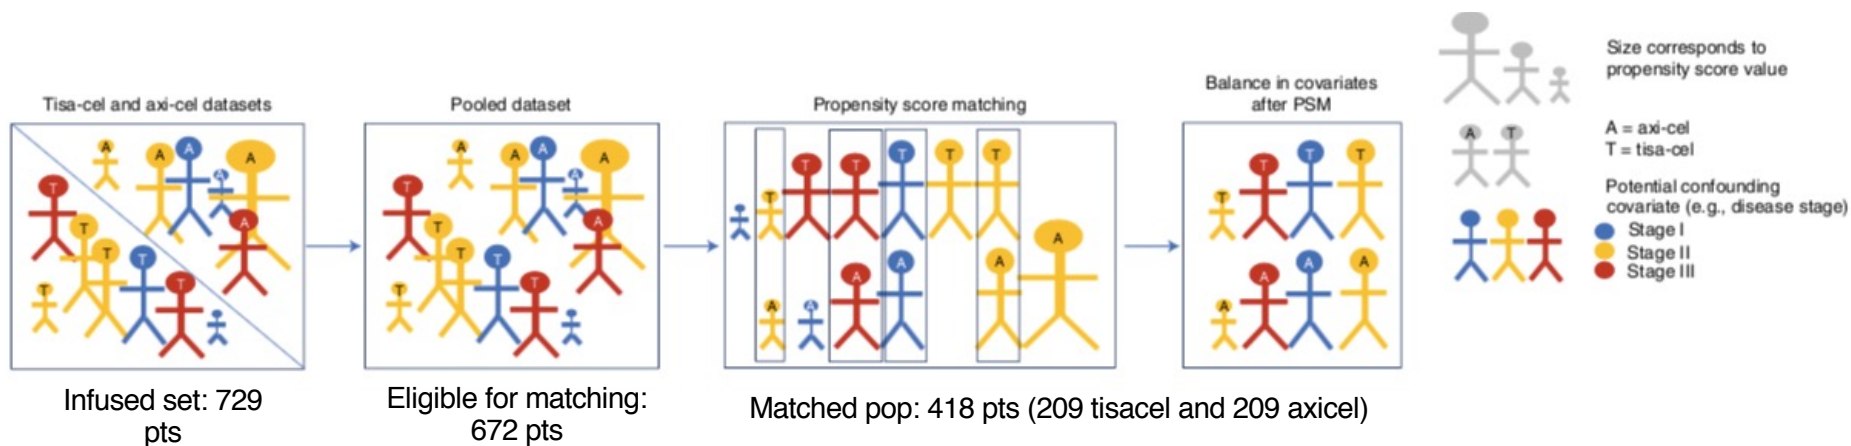 Tisa-cel and axi-cel datasets
A
A
A
A
A
A
T
T
T
T
T
T
Infused set: 729
pts
Pooled dataset
A
A
A
A
A
A
T
T
T
T
T
T
Eligible for matching:
672 pts
Propensity score matching
T
T
T
T
T
T
A
A
A
A
A
A
Matched pop: 418 pts (209 tisacel and 209 axicel)
Balance in covariates
after PSM
T
T
T
T
A
A
A
A
Size corresponds to
propensity score value
A T
A = axi-cel
T = tisa-cel
Potential confounding
covariate (e.g., disease stage)
Stage I
Stage II
Stage III